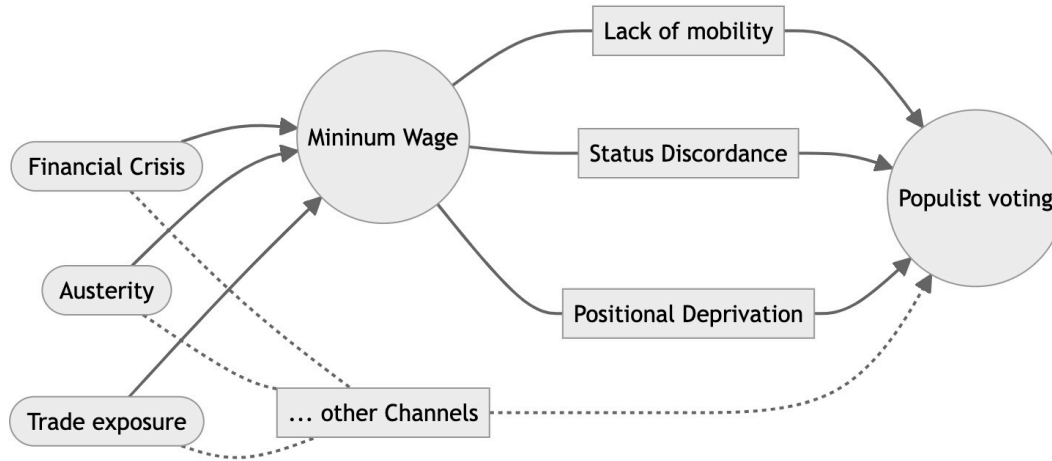 Lack of mobility
Mininum Wage
Financial Crisis
Status Discordance
Populist voting
Austerity
Positional Deprivation
Trade exposure
... other Channels